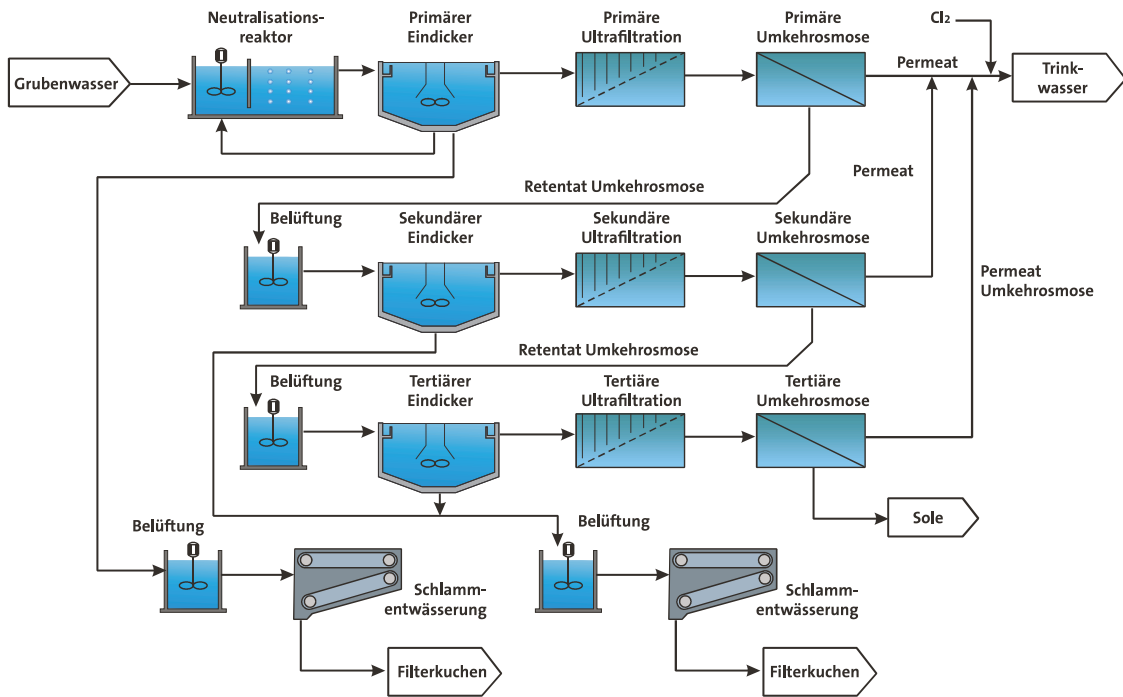 Neutralisations-
reaktor
Primärer
Eindicker
Primäre
Ultrafiltration
Primäre
Umkehrosmose
Cl₂
Grubenwasser
Permeat
Trink-
wasser
Permeat
Retentat Umkehrosmose
Belüftung
Sekundärer
Eindicker
Sekundäre
Ultrafiltration
Sekundäre
Umkehrosmose
Permeat
Umkehrosmose
Retentat Umkehrosmose
Belüftung
Tertiärer
Eindicker
Tertiäre
Ultrafiltration
Tertiäre
Umkehrosmose
Sole
Belüftung
Belüftung
Schlamm-
entwässerung
Schlamm-
entwässerung
Filterkuchen
Filterkuchen